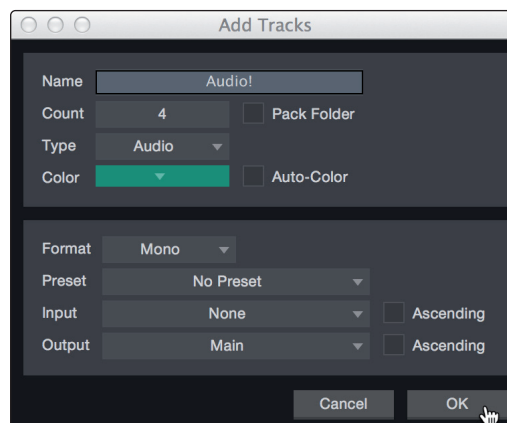 Add Tracks
Name Audio!
Count 4 Pack Folder
Type Audio
Color Auto-Color
Format Mono
Preset No Preset
Input None Ascending
Output Main Ascending
Cancel OK